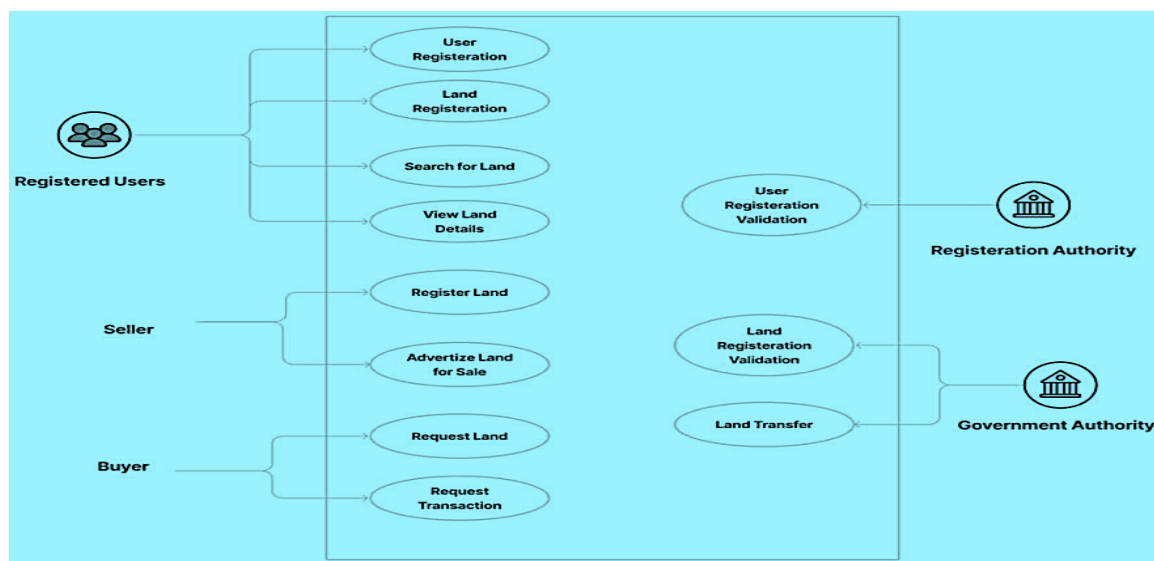 User
Registeration
Land
Registeration
Registered Users
Search for Land
View Land
Details
User
Registeration
Validation
Registeration Authority
Register Land
Seller
Advertize Land
for Sale
Land
Registeration
Validation
Land Transfer
Government Authority
Request Land
Buyer
Request
Transaction